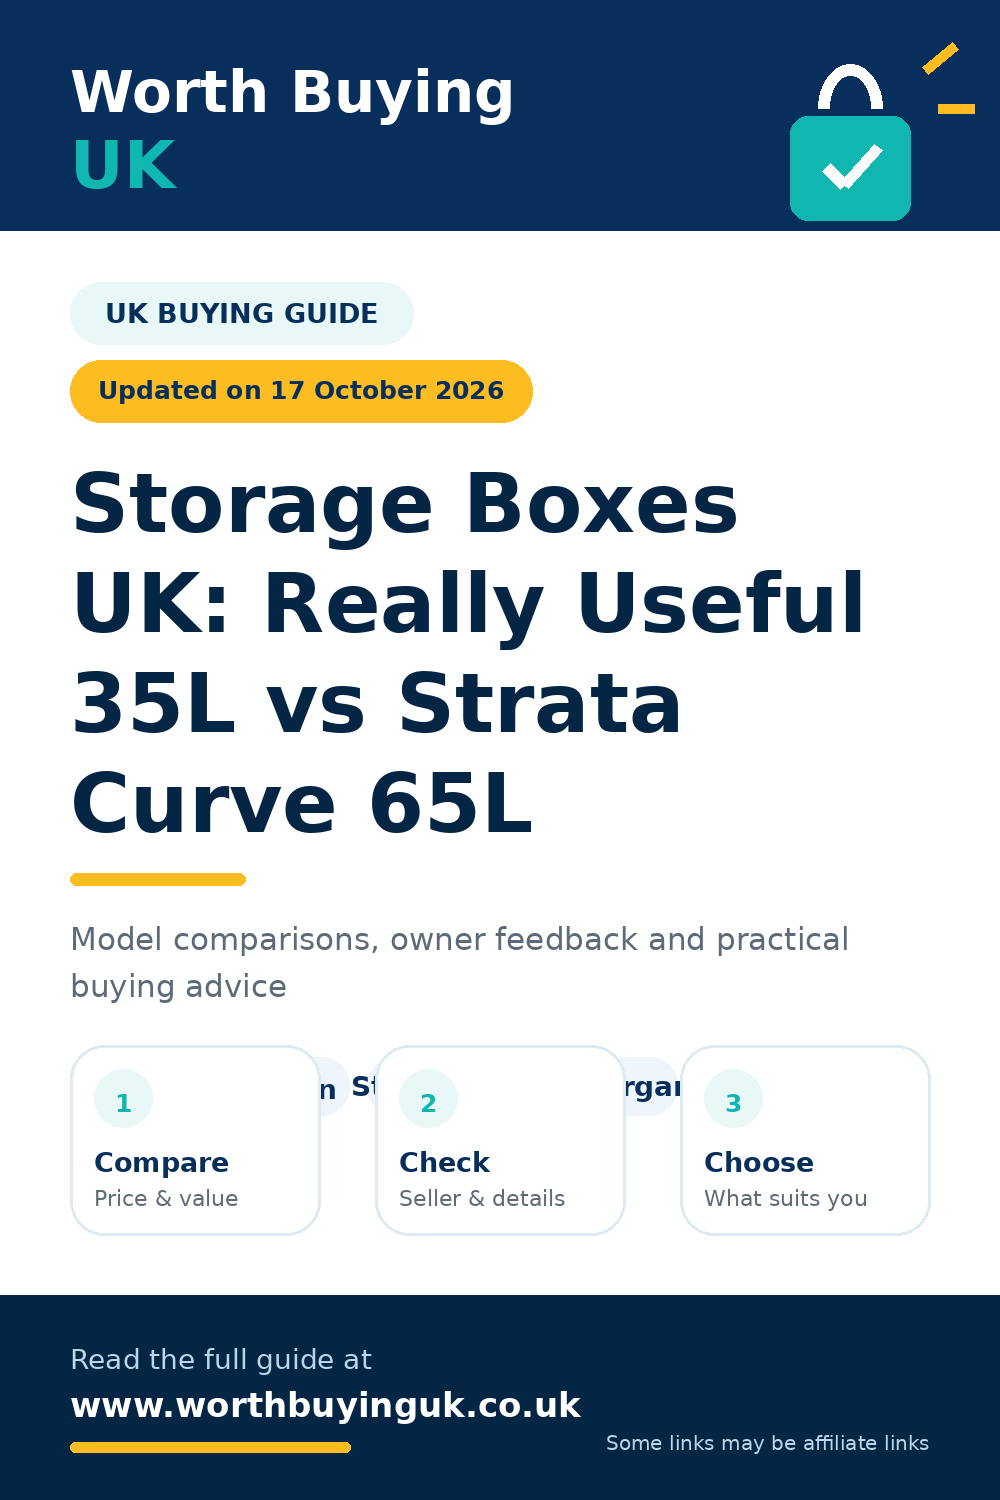 Worth Buying
UK
UK BUYING GUIDE
Updated on 17 October 2026
Storage Boxes
UK: Really Useful
35L vs Strata
Curve 65L
Model comparisons, owner feedback and practical
buying advice
1
Compare
Price & value
2
Check
Seller & details
3
Choose
What suits you
Read the full guide at
www.worthbuyinguk.co.uk
Some links may be affiliate links